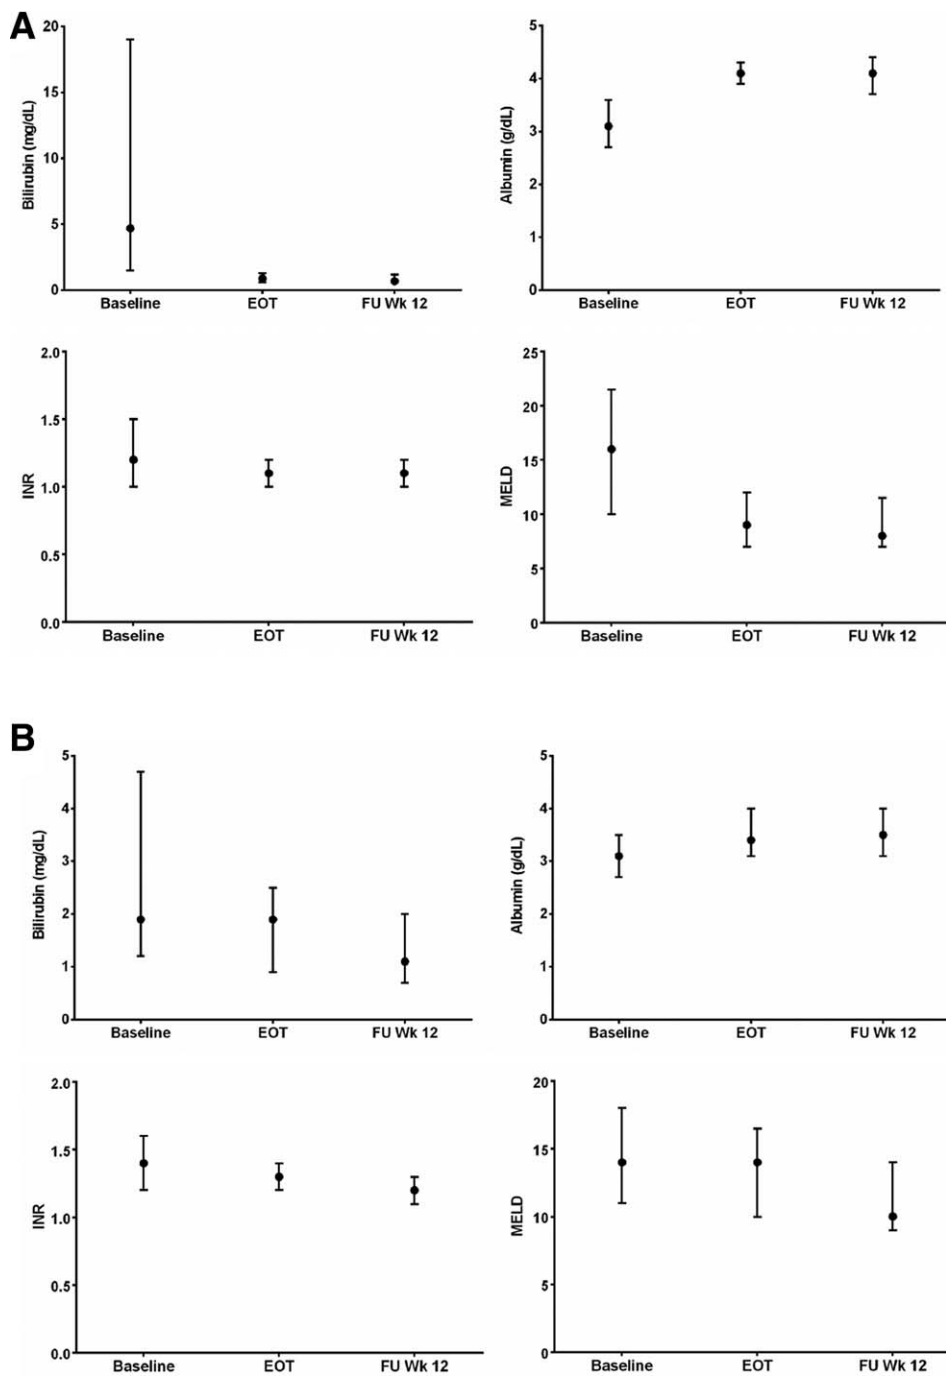 A
Bilirubin (mg/dL)
20
15
10
5
0
Baseline EOT FU Wk 12
Albumin (g/dL)
5
4
3
2
1
0
Baseline EOT FU Wk 12
INR
2.0
1.5
1.0
0.5
0.0
Baseline EOT FU Wk 12
MELD
25
20
15
10
5
0
Baseline EOT FU Wk 12
B
Bilirubin (mg/dL)
5
4
3
2
1
0
Baseline EOT FU Wk 12
Albumin (g/dL)
5
4
3
2
1
0
Baseline EOT FU Wk 12
INR
2.0
1.5
1.0
0.5
0.0
Baseline EOT FU Wk 12
MELD
20
15
10
5
0
Baseline EOT FU Wk 12